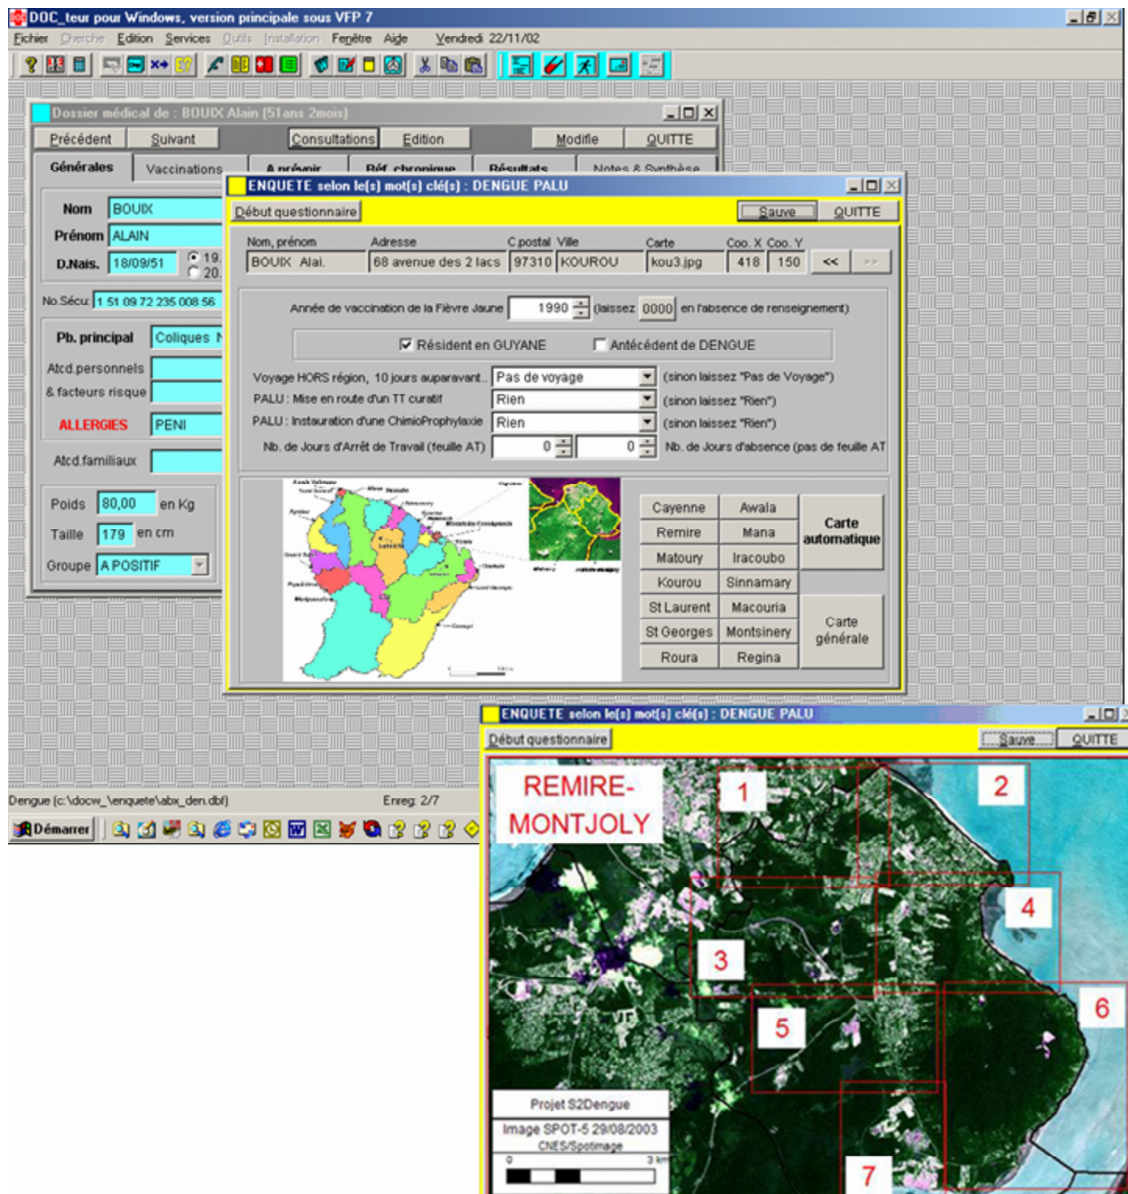 DOC_teur pour Windows, version principale sous VFP 7
Fichier Cherche Edition Services Outils Installation Fenêtre Aide Vendredi 22/11/02
Dossier médical de : BOUIX Alain (51ans 2mois)
Précédent Suivant Consultations Edition Modifie QUITTE
Générales Vaccinations A prévoir Réf. chronique Résultats Notes & Synthèse
Nom BOUIX
Prénom ALAIN
D.Nais. 18/09/51 19. 20.
No.Sécu: 1 51 09 72 235 008 56
Pb. principal Coliques N
Atcd.personnels
& facteurs risque
ALLERGIES PENI
Atcd.familiaux
Poids 80,00 en Kg
Taille 179 en cm
Groupe A POSITIF
ENQUETE selon le(s) mot(s) clé(s) : DENGUE PALU
Début questionnaire Sauve QUITTE
Nom, prénom Adresse C.postal Ville Carte Coo. X Coo. Y
BOUIX Alai. 68 avenue des 2 lacs 97310 KOUROU kou3.jpg 418 150 << >>
Année de vaccination de la Fièvre Jaune 1990 (laissez 0000 en l'absence de renseignement)
Résident en GUYANE Antécédent de DENGUE
Voyage HORS région, 10 jours auparavant.. Pas de voyage (sinon laissez "Pas de Voyage")
PALU : Mise en route d'un TT curatif Rien (sinon laissez "Rien")
PALU : Instauration d'une ChimioProphylaxie Rien (sinon laissez "Rien")
Nb. de Jours d'Arrêt de Travail (feuille AT) 0 0 Nb. de Jours d'absence (pas de feuille AT
Cayenne Awala
Remire Mana
Matoury Iracoubo
Kourou Sinnamary
St Laurent Macouria
St Georges Montsinery
Roura Regina
Carte
automatique
Carte
générale
Dengue (c:\docw_\enquete\abx_den.dbf) Enreg: 2/7
Démarrer
ENQUETE selon le(s) mot(s) clé(s) : DENGUE PALU
Début questionnaire Sauve QUITTE
REMIRE-
MONTJOLY
1
2
3
4
5
6
7
Projet S2Dengue
Image SPOT-5 29/08/2003
CNES/Spotimage
0 3 km